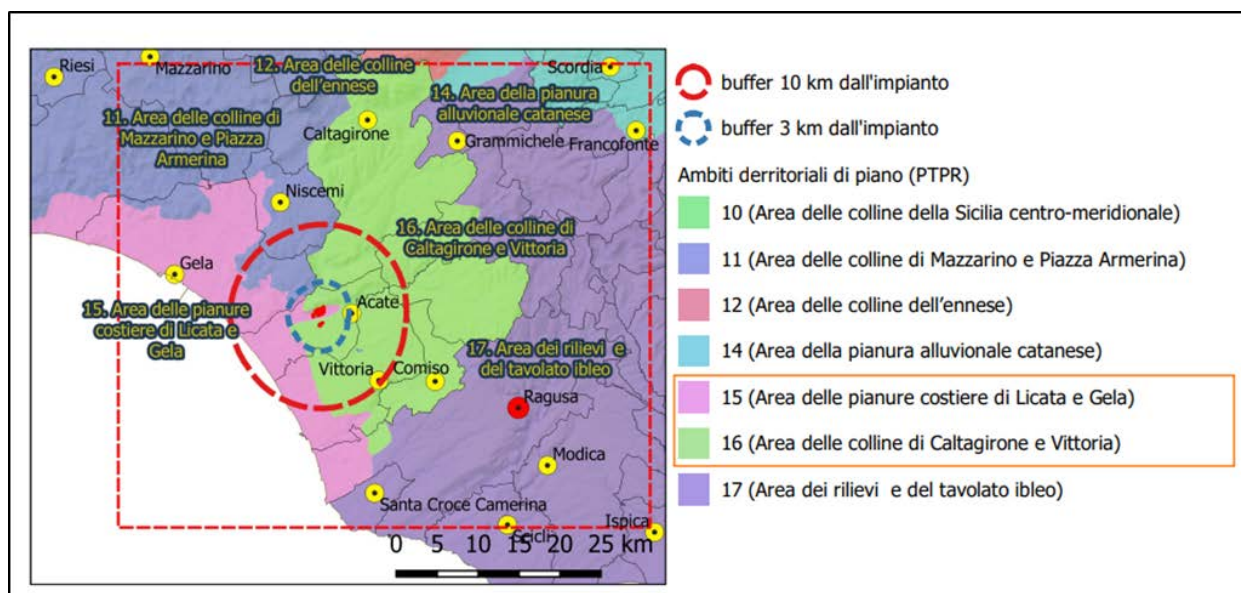 Riesi
Mazzarino
12. Area delle colline
dell'ennese
Scordia
14. Area della pianura
alluvionale catanese
11. Area delle colline di
Mazzarino e Piazza
Armerina
Caltagirone
Grammichele
Francofonte
Niscemi
16. Area delle colline di
Caltagirone e Vittoria
Gela
Acate
15. Area delle pianure
costiere di Licata e
Gela
17. Area dei rilievi e
del tavolato ibleo
Vittoria
Comiso
Ragusa
Modica
Santa Croce Camerina
Scicli
Ispica
0 5 10 15 20 25 km
buffer 10 km dall'impianto
buffer 3 km dall'impianto
Ambiti derritoriali di piano (PTPR)
10 (Area delle colline della Sicilia centro-meridionale)
11 (Area delle colline di Mazzarino e Piazza Armerina)
12 (Area delle colline dell'ennese)
14 (Area della pianura alluvionale catanese)
15 (Area delle pianure costiere di Licata e Gela)
16 (Area delle colline di Caltagirone e Vittoria)
17 (Area dei rilievi e del tavolato ibleo)